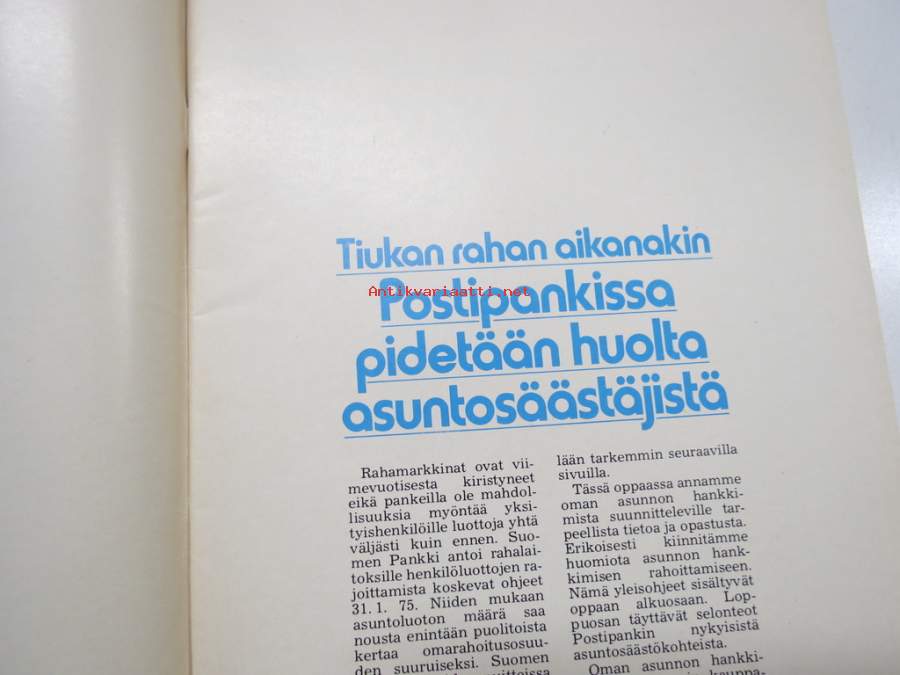 Tiukan rahan aikanakin
Antikvariaatti.net
Postipankissa
pidetään huolta
asuntosäästäjistä
Rahamarkkinat ovat vii-
mevuotisesta kiristyneet
eikä pankeilla ole mahdol-
lisuuksia myöntää yksi-
tyishenkilöille luottoja yhtä
väljästi kuin ennen. Suo-
men Pankki antoi rahalai-
toksille henkilöluottojen ra-
joittamista koskevat ohjeet
31. 1. 75. Niiden mukaan
asuntoluoton määrä saa
nousta enintään puolitoista
kertaa omarahoitusosuu-
den suuruiseksi. Suomen
lään tarkemmin seuraavilla
sivuilla.
Tässä oppaassa annamme
oman asunnon hankki-
mista suunnitteleville tar-
peellista tietoa ja opastusta.
Erikoisesti kiinnitämme
huomiota asunnon hank-
kimisen rahoittamiseen.
Nämä yleisohjeet sisältyvät
oppaan alkuosaan. Lop-
puosan täyttävät selonteot
Postipankin nykyisistä
asuntosäästökohteista.
Oman asunnon hankki-